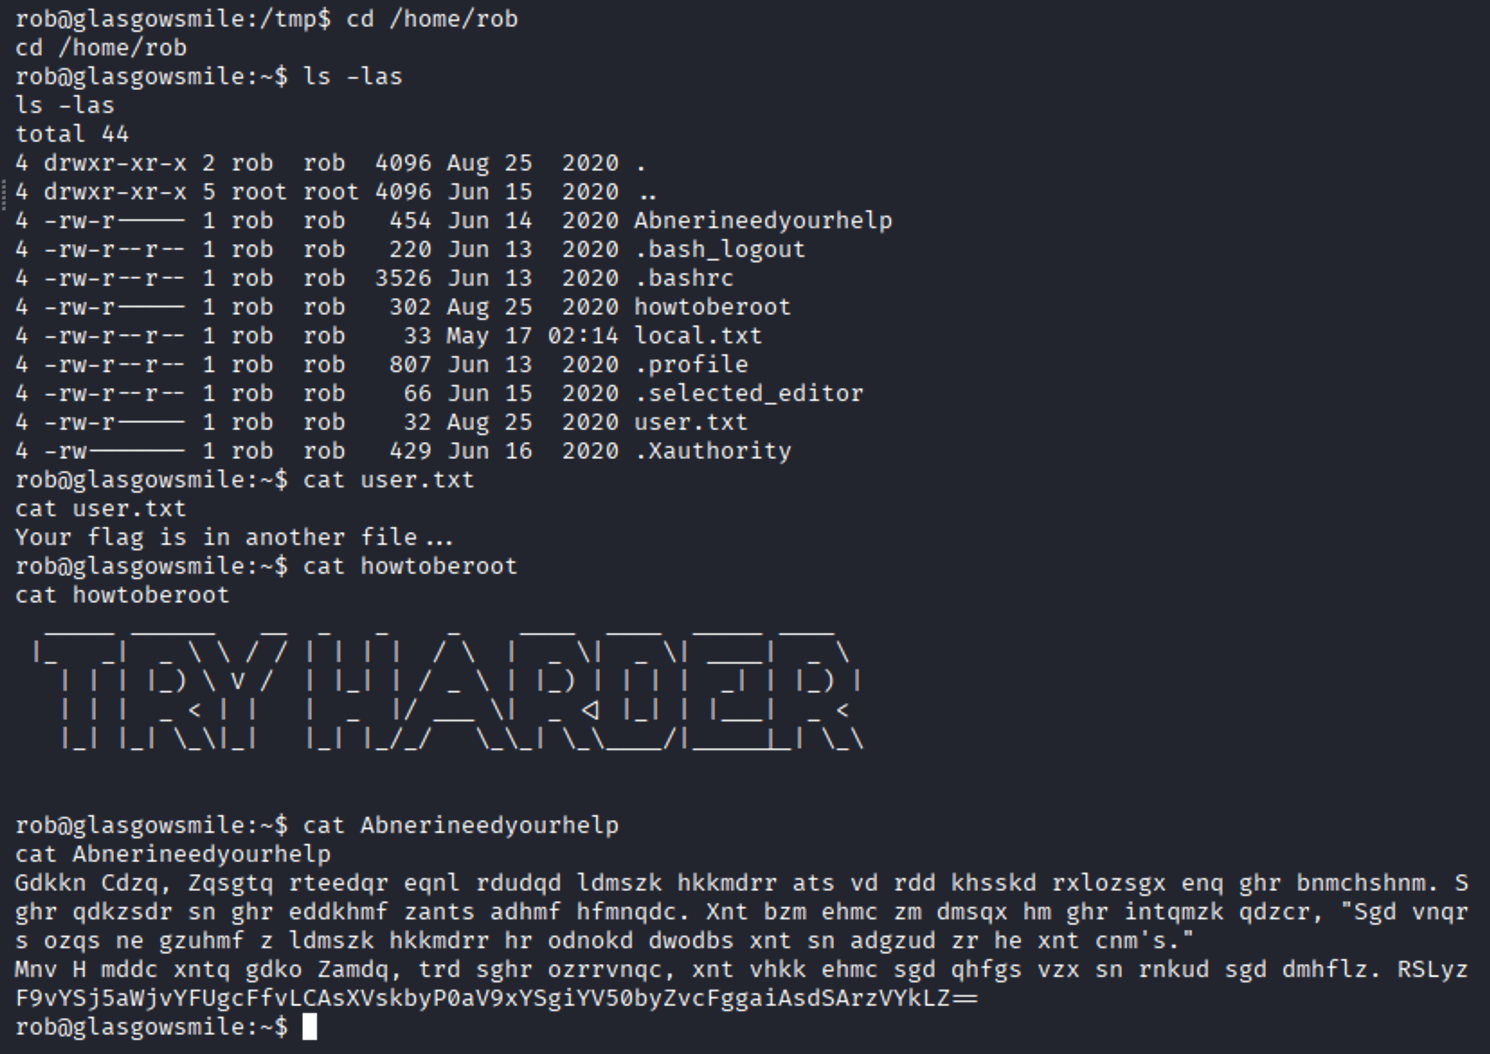 rob@glasgowsmile:/tmp$ cd /home/rob
cd /home/rob
rob@glasgowsmile:~$ ls -las
ls -las
total 44
4 drwxr-xr-x 2 rob  rob  4096 Aug 25  2020 .
4 drwxr-xr-x 5 root root 4096 Jun 15  2020 ..
4 -rw-r----- 1 rob  rob   454 Jun 14  2020 Abnerineedyourhelp
4 -rw-r--r-- 1 rob  rob   220 Jun 13  2020 .bash_logout
4 -rw-r--r-- 1 rob  rob  3526 Jun 13  2020 .bashrc
4 -rw-r----- 1 rob  rob   302 Aug 25  2020 howtoberoot
4 -rw-r--r-- 1 rob  rob    33 May 17 02:14 local.txt
4 -rw-r--r-- 1 rob  rob   807 Jun 13  2020 .profile
4 -rw-r--r-- 1 rob  rob    66 Jun 15  2020 .selected_editor
4 -rw-r----- 1 rob  rob    32 Aug 25  2020 user.txt
4 -rw------- 1 rob  rob   429 Jun 16  2020 .Xauthority
rob@glasgowsmile:~$ cat user.txt
cat user.txt
Your flag is in another file...
rob@glasgowsmile:~$ cat howtoberoot
cat howtoberoot
TRY HARDER
rob@glasgowsmile:~$ cat Abnerineedyourhelp
cat Abnerineedyourhelp
Gdkkn Cdzq, Zqsgtq rteedqr eqnl rdudqd ldmszk hkkmdrr ats vd rdd khsskd rxlozsgx enq ghr bnmchshnm. S
ghr qdkzsdr sn ghr eddkhmf zants adhmf hfmnqdc. Xnt bzm ehmc zm dmsqx hm ghr intqmzk qdzcr, "Sgd vnqr
s ozqs ne gzuhmf z ldmszk hkkmdrr hr odnokd dwodbs xnt sn adgzud zr he xnt cnm's."
Mnv H mddc xntq gdko Zamdq, trd sghr ozrrvnqc, xnt vhkk ehmc sgd qhfgs vzx sn rnkud sgd dmhflz. RSLyz
F9vYSj5aWjvYFUgcFfvLCAsXVskbyP0aV9xYSgiYV50byZvcFggaiAsdSArzVYkLZ==
rob@glasgowsmile:~$